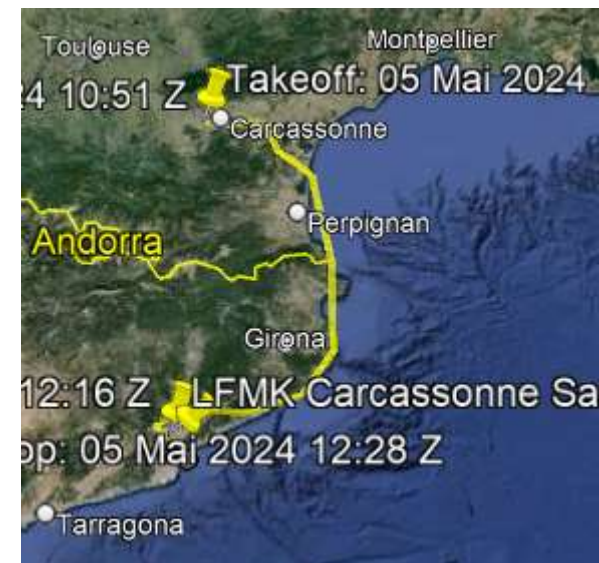 Montpellier
Toulouse
24 10:51 Z Takeoff: 05 Mai 2024
Carcassonne
Perpignan
Andorra
Girona
12:16 Z LFMK Carcassonne Sa
op: 05 Mai 2024 12:28 Z
Tarragona